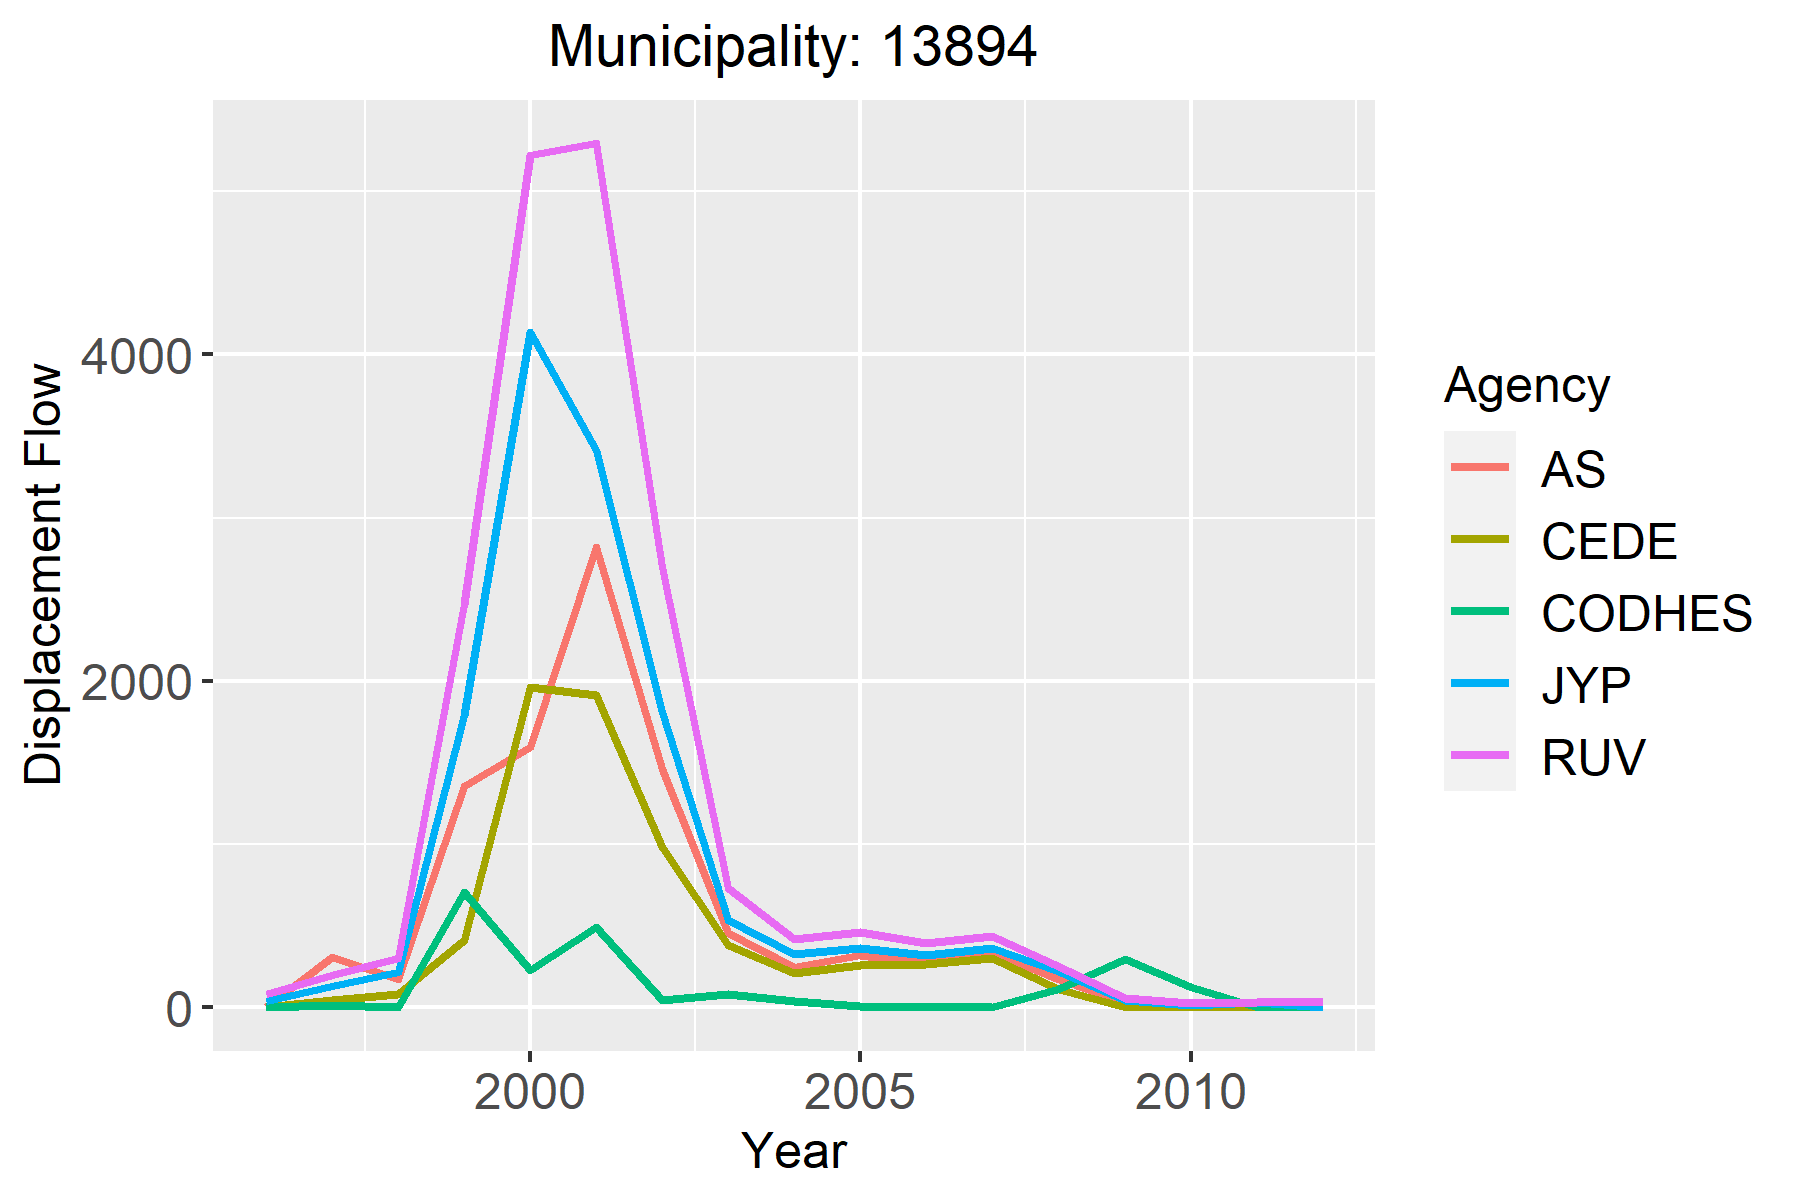 Municipality: 13894
Displacement Flow
4000
2000
0
2000
2005
2010
Year
Agency
AS
CEDE
CODHES
JYP
RUV